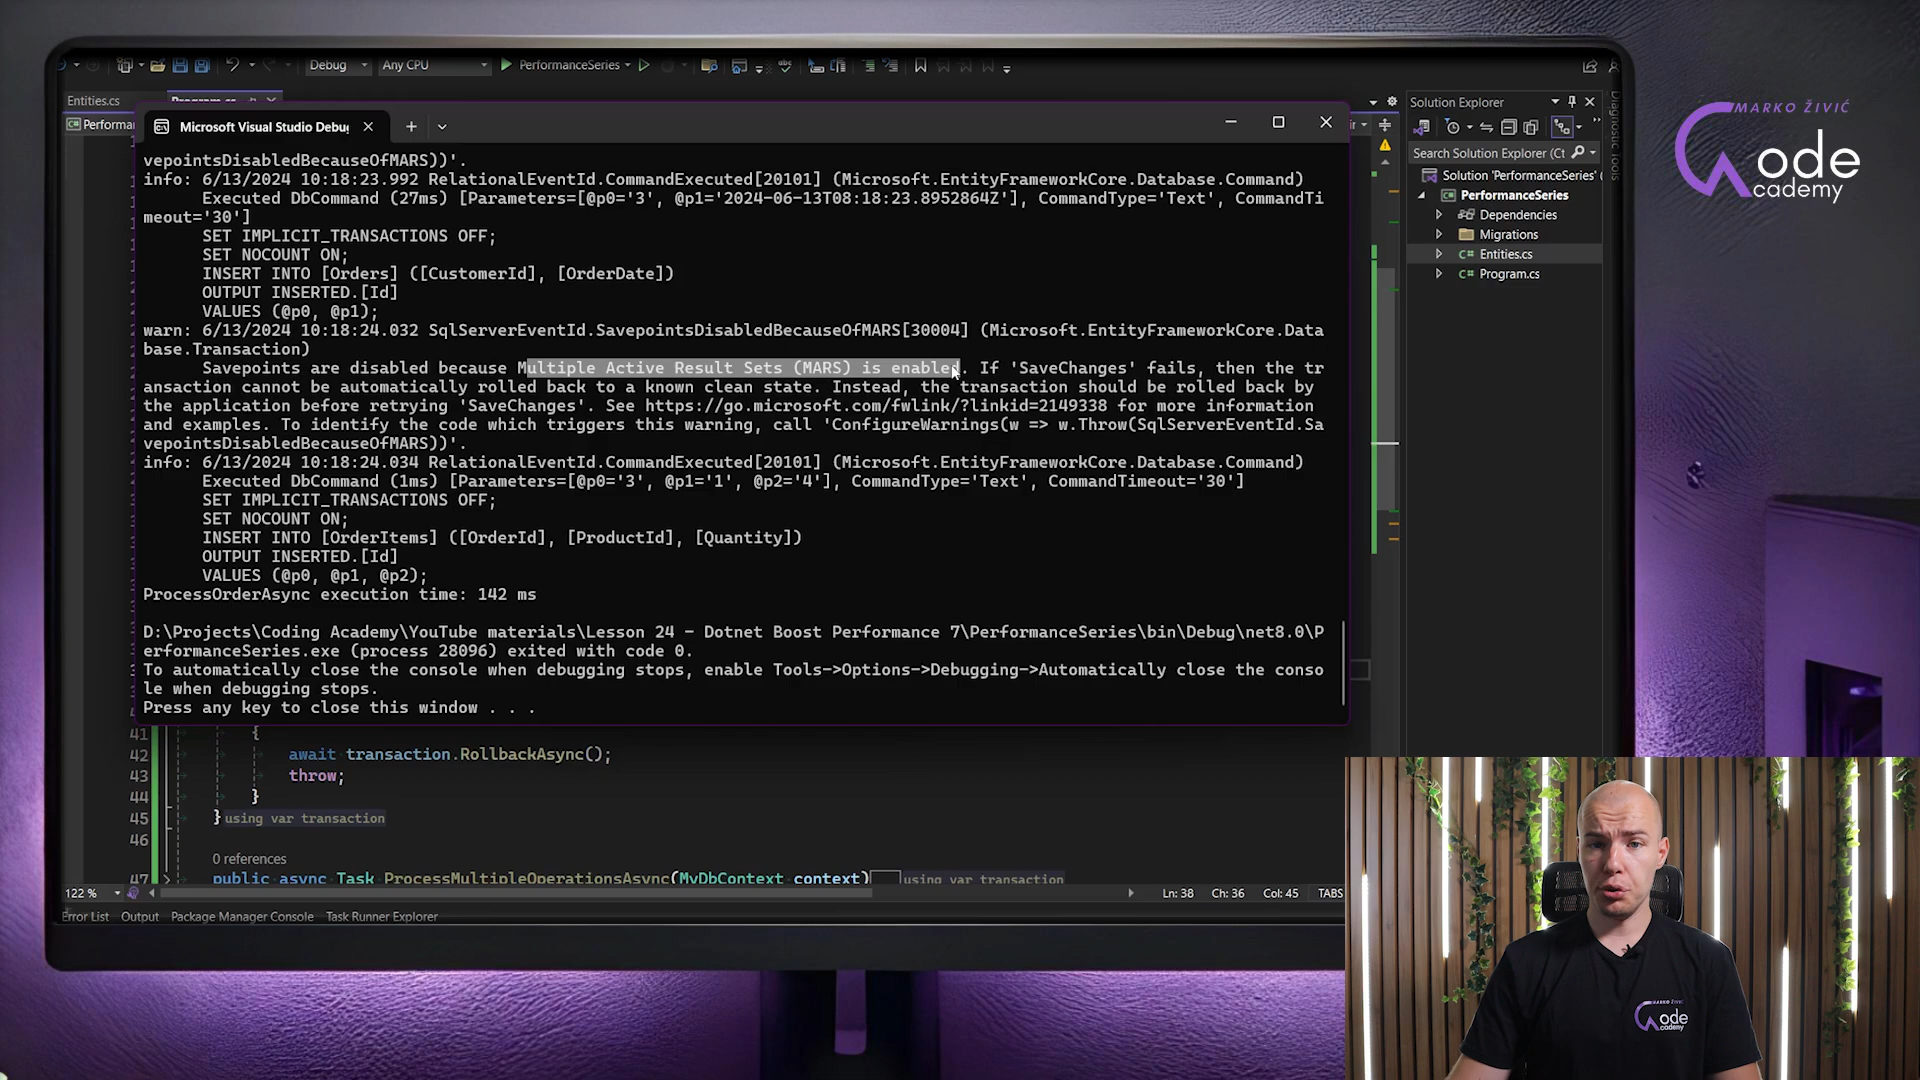 MARKO ŽIVIĆ
Code
Academy
Debug
Any CPU
PerformanceSeries
Entities.cs
Program.cs
Performa
Microsoft Visual Studio Debug
Solution Explorer
Search Solution Explorer (Ct
Solution 'PerformanceSeries' (
PerformanceSeries
Dependencies
Migrations
Entities.cs
Program.cs
Diagnostic Tools
vepointsDisabledBecauseOfMARS))'.
info: 6/13/2024 10:18:23.992 RelationalEventId.CommandExecuted[20101] (Microsoft.EntityFrameworkCore.Database.Command)
Executed DbCommand (27ms) [Parameters=[@p0='3', @p1='2024-06-13T08:18:23.8952864Z'], CommandType='Text', CommandTi
meout='30']
SET IMPLICIT_TRANSACTIONS OFF;
SET NOCOUNT ON;
INSERT INTO [Orders] ([CustomerId], [OrderDate])
OUTPUT INSERTED.[Id]
VALUES (@p0, @p1);
warn: 6/13/2024 10:18:24.032 SqlServerEventId.SavepointsDisabledBecauseOfMARS[30004] (Microsoft.EntityFrameworkCore.Data
base.Transaction)
Savepoints are disabled because Multiple Active Result Sets (MARS) is enabled. If 'SaveChanges' fails, then the tr
ansaction cannot be automatically rolled back to a known clean state. Instead, the transaction should be rolled back by
the application before retrying 'SaveChanges'. See https://go.microsoft.com/fwlink/?linkid=2149338 for more information
and examples. To identify the code which triggers this warning, call 'ConfigureWarnings(w => w.Throw(SqlServerEventId.Sa
vepointsDisabledBecauseOfMARS))'.
info: 6/13/2024 10:18:24.034 RelationalEventId.CommandExecuted[20101] (Microsoft.EntityFrameworkCore.Database.Command)
Executed DbCommand (1ms) [Parameters=[@p0='3', @p1='1', @p2='4'], CommandType='Text', CommandTimeout='30']
SET IMPLICIT_TRANSACTIONS OFF;
SET NOCOUNT ON;
INSERT INTO [OrderItems] ([OrderId], [ProductId], [Quantity])
OUTPUT INSERTED.[Id]
VALUES (@p0, @p1, @p2);
ProcessOrderAsync execution time: 142 ms
D:\Projects\Coding Academy\YouTube materials\Lesson 24 - Dotnet Boost Performance 7\PerformanceSeries\bin\Debug\net8.0\P
erformanceSeries.exe (process 28096) exited with code 0.
To automatically close the console when debugging stops, enable Tools->Options->Debugging->Automatically close the conso
le when debugging stops.
Press any key to close this window . . .
41 {
42 await transaction.RollbackAsync();
43 throw;
44 }
45 } using var transaction
46
0 references
47 public async Task ProcessMultipleOperationsAsync(MyDbContext context) using var transaction
122 %
Ln: 38 Ch: 36 Col: 45 TABS
Error List Output Package Manager Console Task Runner Explorer
MARKO ŽIVIĆ
Code
Academy